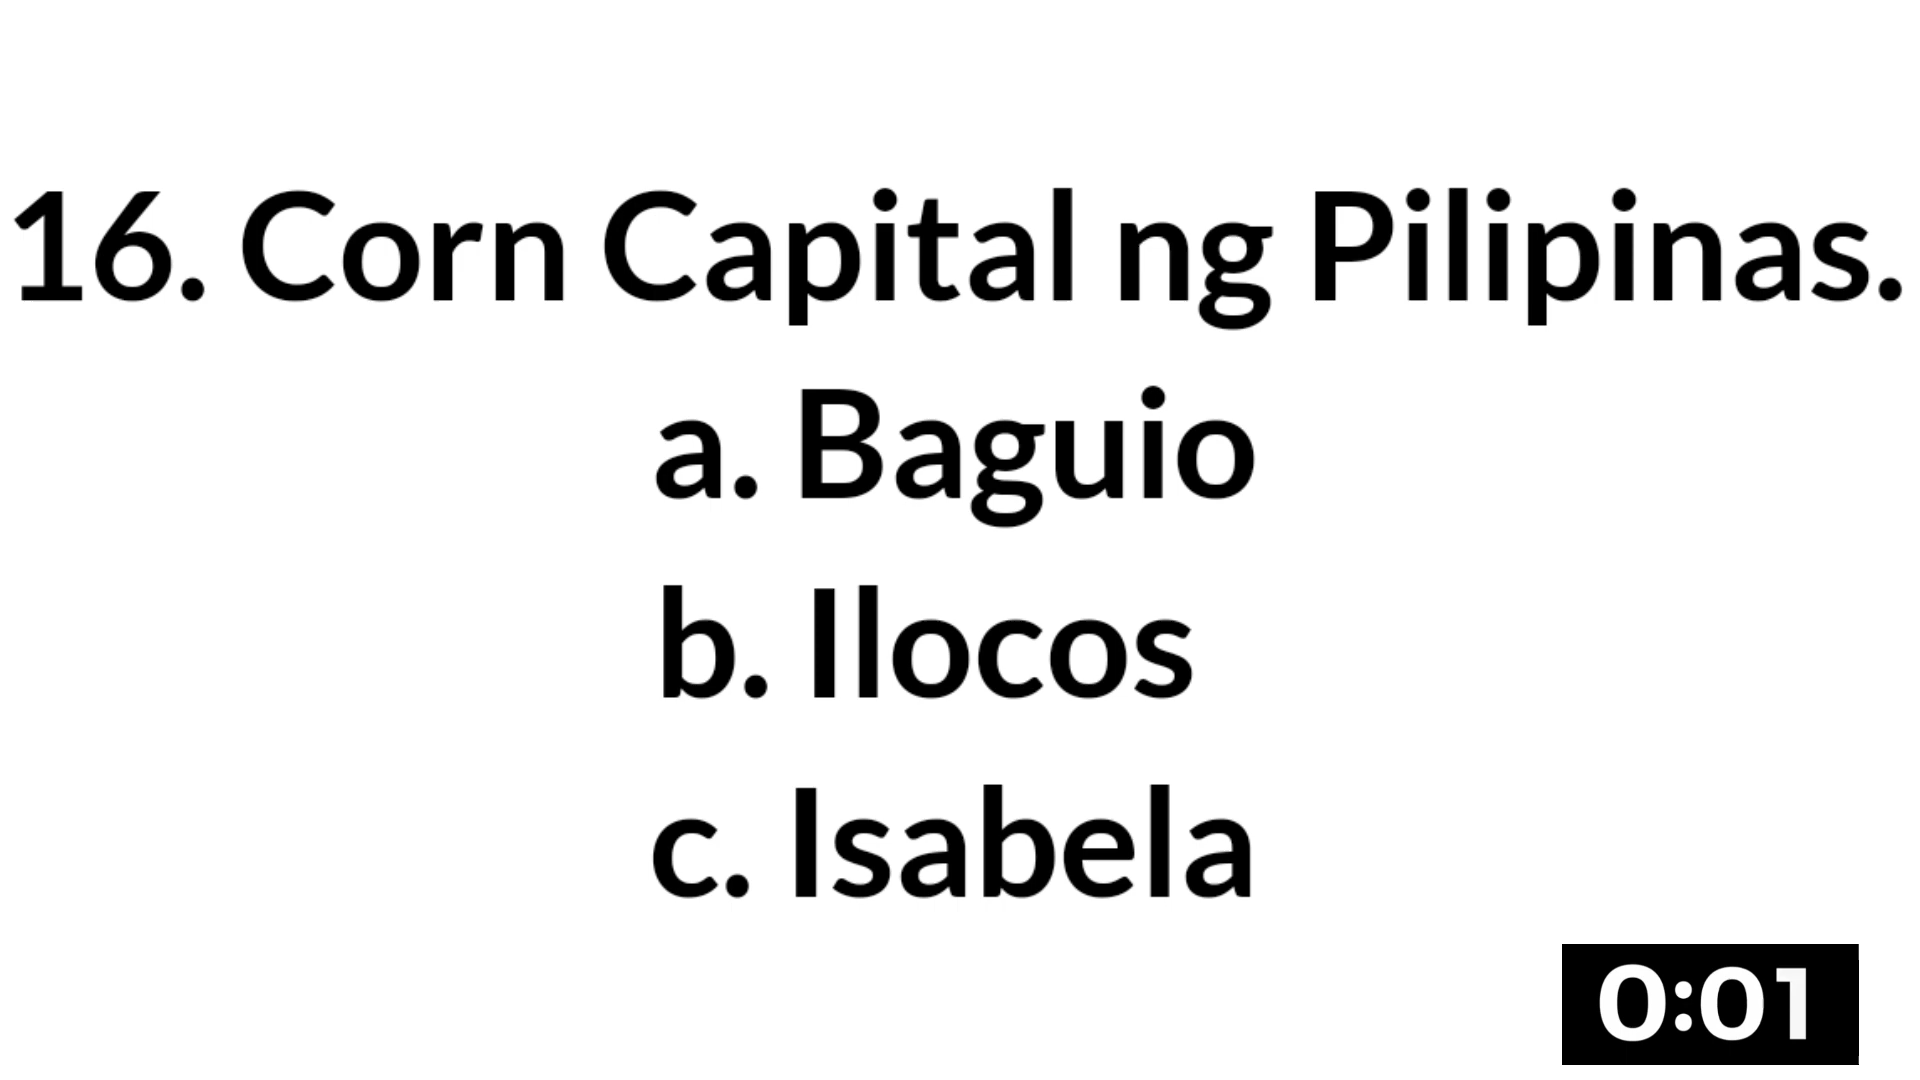 16. Corn Capital ng Pilipinas.
a. Baguio
b. Ilocos
c. Isabela
0:01